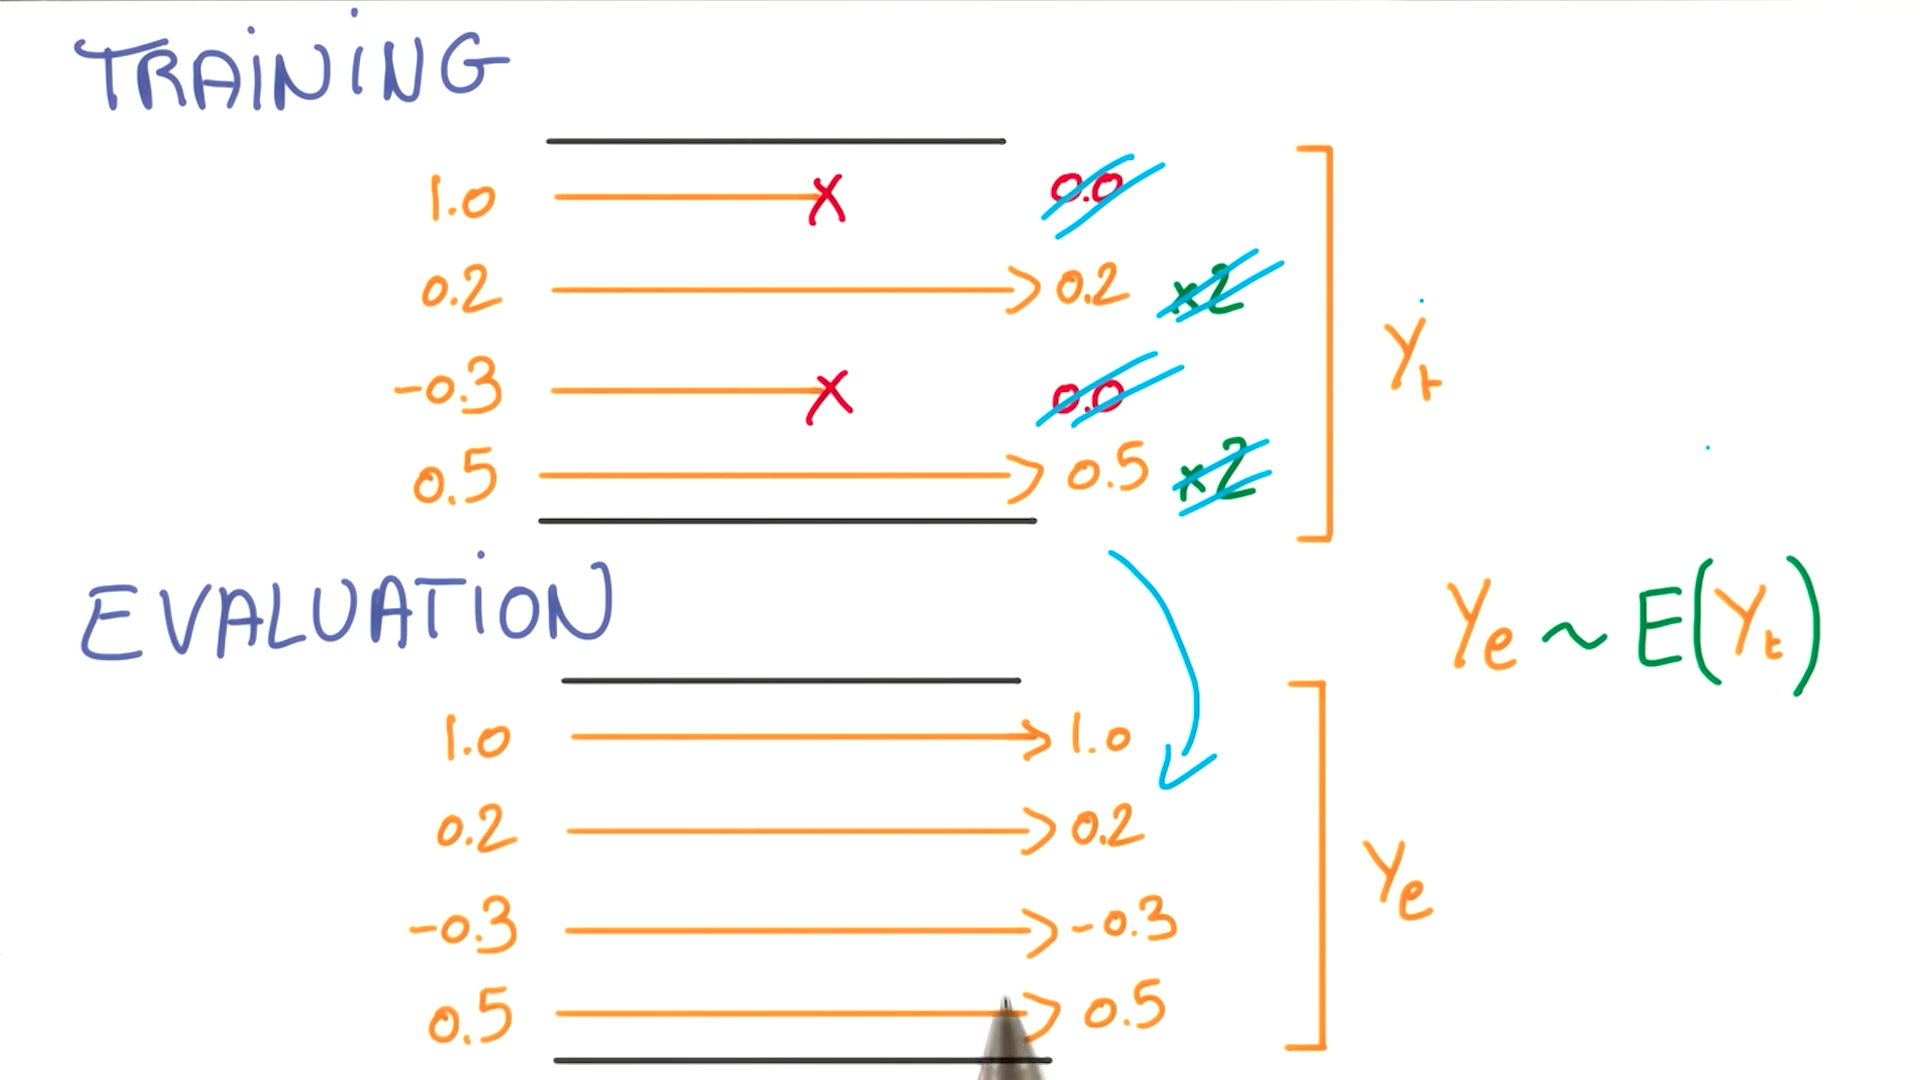 TRAINING
1.0 X 0.0
0.2 0.2 ×2
-0.3 X 0.0
0.5 0.5 ×2
Yt
EVALUATION
Ye ~ E(Yt)
1.0 1.0
0.2 0.2
-0.3 -0.3
0.5 0.5
Ye